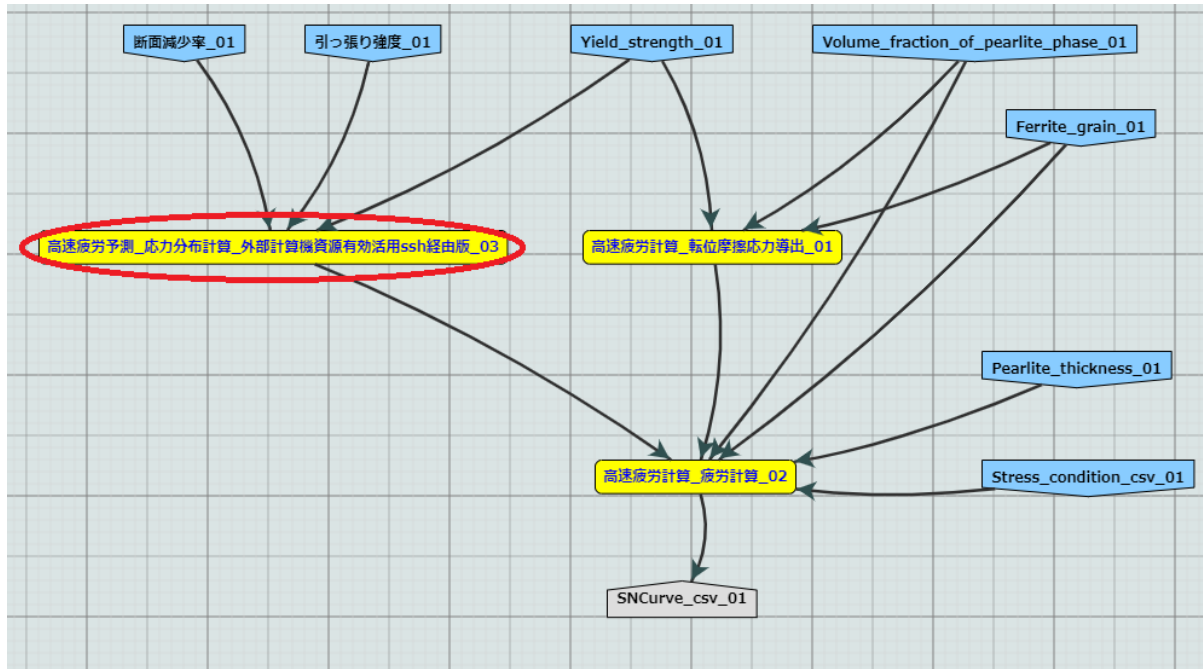 断面減少率_01
引っ張り強度_01
Yield_strength_01
Volume_fraction_of_pearlite_phase_01
Ferrite_grain_01
高速疲労予測_応力分布計算_外部計算機資源有効活用ssh経由版_03
高速疲労計算_転位摩擦応力導出_01
Pearlite_thickness_01
高速疲労計算_疲労計算_02
Stress_condition_csv_01
SNCurve_csv_01